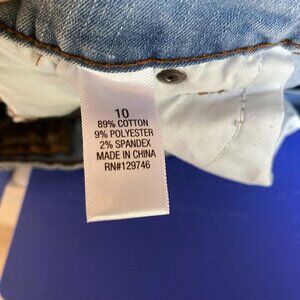 10
89% COTTON
9% POLYESTER
2% SPANDEX
MADE IN CHINA
RN#129746